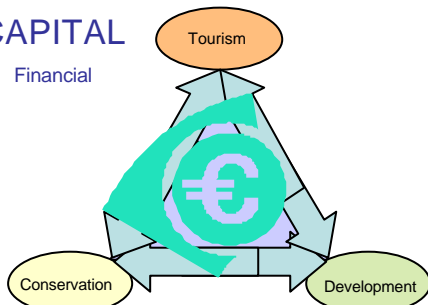 CAPITAL
Financial
Tourism
€
Conservation
Development